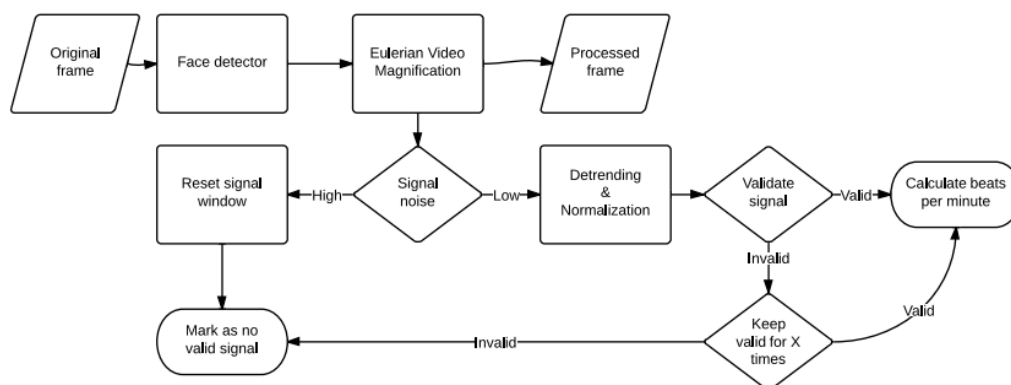 Original
frame
Face detector
Eulerian Video
Magnification
Processed
frame
Reset signal
window
High
Signal
noise
Low
Detrending
&
Normalization
Validate
signal
Valid
Calculate beats
per minute
Invalid
Mark as no
valid signal
Invalid
Keep
valid for X
times
Valid